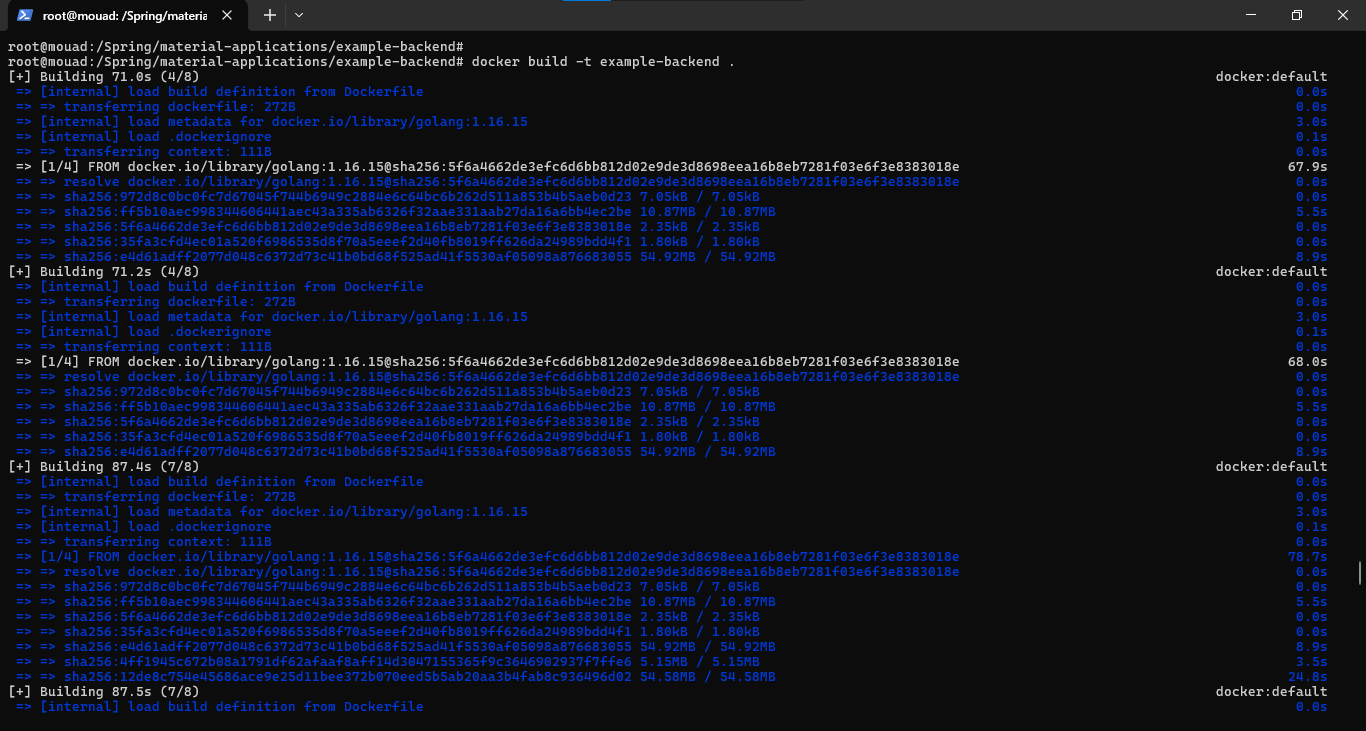 root@mouad: /Spring/materia
root@mouad:/Spring/material-applications/example-backend#
root@mouad:/Spring/material-applications/example-backend# docker build -t example-backend .
[+] Building 71.0s (4/8) docker:default
=> [internal] load build definition from Dockerfile 0.0s
=> => transferring dockerfile: 272B 0.0s
=> [internal] load metadata for docker.io/library/golang:1.16.15 3.0s
=> [internal] load .dockerignore 0.1s
=> => transferring context: 111B 0.0s
=> [1/4] FROM docker.io/library/golang:1.16.15@sha256:5f6a4662de3efc6d6bb812d02e9de3d8698eea16b8eb7281f03e6f3e8383018e 67.9s
=> => resolve docker.io/library/golang:1.16.15@sha256:5f6a4662de3efc6d6bb812d02e9de3d8698eea16b8eb7281f03e6f3e8383018e 0.0s
=> => sha256:972d8c0bc0fc7d67045f744b6949c2884e6c64bc6b262d511a853b4b5aeb0d23 7.05kB / 7.05kB 0.0s
=> => sha256:ff5b10aec998344606441aec43a335ab6326f32aae331aab27da16a6bb4ec2be 10.87MB / 10.87MB 5.5s
=> => sha256:5f6a4662de3efc6d6bb812d02e9de3d8698eea16b8eb7281f03e6f3e8383018e 2.35kB / 2.35kB 0.0s
=> => sha256:35fa3cfd4ec01a520f6986535d8f70a5eeef2d40fb8019ff626da24989bdd4f1 1.80kB / 1.80kB 0.0s
=> => sha256:e4d61adff2077d048c6372d73c41b0bd68f525ad41f5530af05098a876683055 54.92MB / 54.92MB 8.9s
[+] Building 71.2s (4/8) docker:default
=> [internal] load build definition from Dockerfile 0.0s
=> => transferring dockerfile: 272B 0.0s
=> [internal] load metadata for docker.io/library/golang:1.16.15 3.0s
=> [internal] load .dockerignore 0.1s
=> => transferring context: 111B 0.0s
=> [1/4] FROM docker.io/library/golang:1.16.15@sha256:5f6a4662de3efc6d6bb812d02e9de3d8698eea16b8eb7281f03e6f3e8383018e 68.0s
=> => resolve docker.io/library/golang:1.16.15@sha256:5f6a4662de3efc6d6bb812d02e9de3d8698eea16b8eb7281f03e6f3e8383018e 0.0s
=> => sha256:972d8c0bc0fc7d67045f744b6949c2884e6c64bc6b262d511a853b4b5aeb0d23 7.05kB / 7.05kB 0.0s
=> => sha256:ff5b10aec998344606441aec43a335ab6326f32aae331aab27da16a6bb4ec2be 10.87MB / 10.87MB 5.5s
=> => sha256:5f6a4662de3efc6d6bb812d02e9de3d8698eea16b8eb7281f03e6f3e8383018e 2.35kB / 2.35kB 0.0s
=> => sha256:35fa3cfd4ec01a520f6986535d8f70a5eeef2d40fb8019ff626da24989bdd4f1 1.80kB / 1.80kB 0.0s
=> => sha256:e4d61adff2077d048c6372d73c41b0bd68f525ad41f5530af05098a876683055 54.92MB / 54.92MB 8.9s
[+] Building 87.4s (7/8) docker:default
=> [internal] load build definition from Dockerfile 0.0s
=> => transferring dockerfile: 272B 0.0s
=> [internal] load metadata for docker.io/library/golang:1.16.15 3.0s
=> [internal] load .dockerignore 0.1s
=> => transferring context: 111B 0.0s
=> [1/4] FROM docker.io/library/golang:1.16.15@sha256:5f6a4662de3efc6d6bb812d02e9de3d8698eea16b8eb7281f03e6f3e8383018e 78.7s
=> => resolve docker.io/library/golang:1.16.15@sha256:5f6a4662de3efc6d6bb812d02e9de3d8698eea16b8eb7281f03e6f3e8383018e 0.0s
=> => sha256:972d8c0bc0fc7d67045f744b6949c2884e6c64bc6b262d511a853b4b5aeb0d23 7.05kB / 7.05kB 0.0s
=> => sha256:ff5b10aec998344606441aec43a335ab6326f32aae331aab27da16a6bb4ec2be 10.87MB / 10.87MB 5.5s
=> => sha256:5f6a4662de3efc6d6bb812d02e9de3d8698eea16b8eb7281f03e6f3e8383018e 2.35kB / 2.35kB 0.0s
=> => sha256:35fa3cfd4ec01a520f6986535d8f70a5eeef2d40fb8019ff626da24989bdd4f1 1.80kB / 1.80kB 0.0s
=> => sha256:e4d61adff2077d048c6372d73c41b0bd68f525ad41f5530af05098a876683055 54.92MB / 54.92MB 8.9s
=> => sha256:4ff1945c672b08a1791df62afaaf8aff14d3047155365f9c3646902937f7ffe6 5.15MB / 5.15MB 3.5s
=> => sha256:12de8c754e45686ace9e25d11bee372b070eed5b5ab20aa3b4fab8c936496d02 54.58MB / 54.58MB 24.8s
[+] Building 87.5s (7/8) docker:default
=> [internal] load build definition from Dockerfile 0.0s